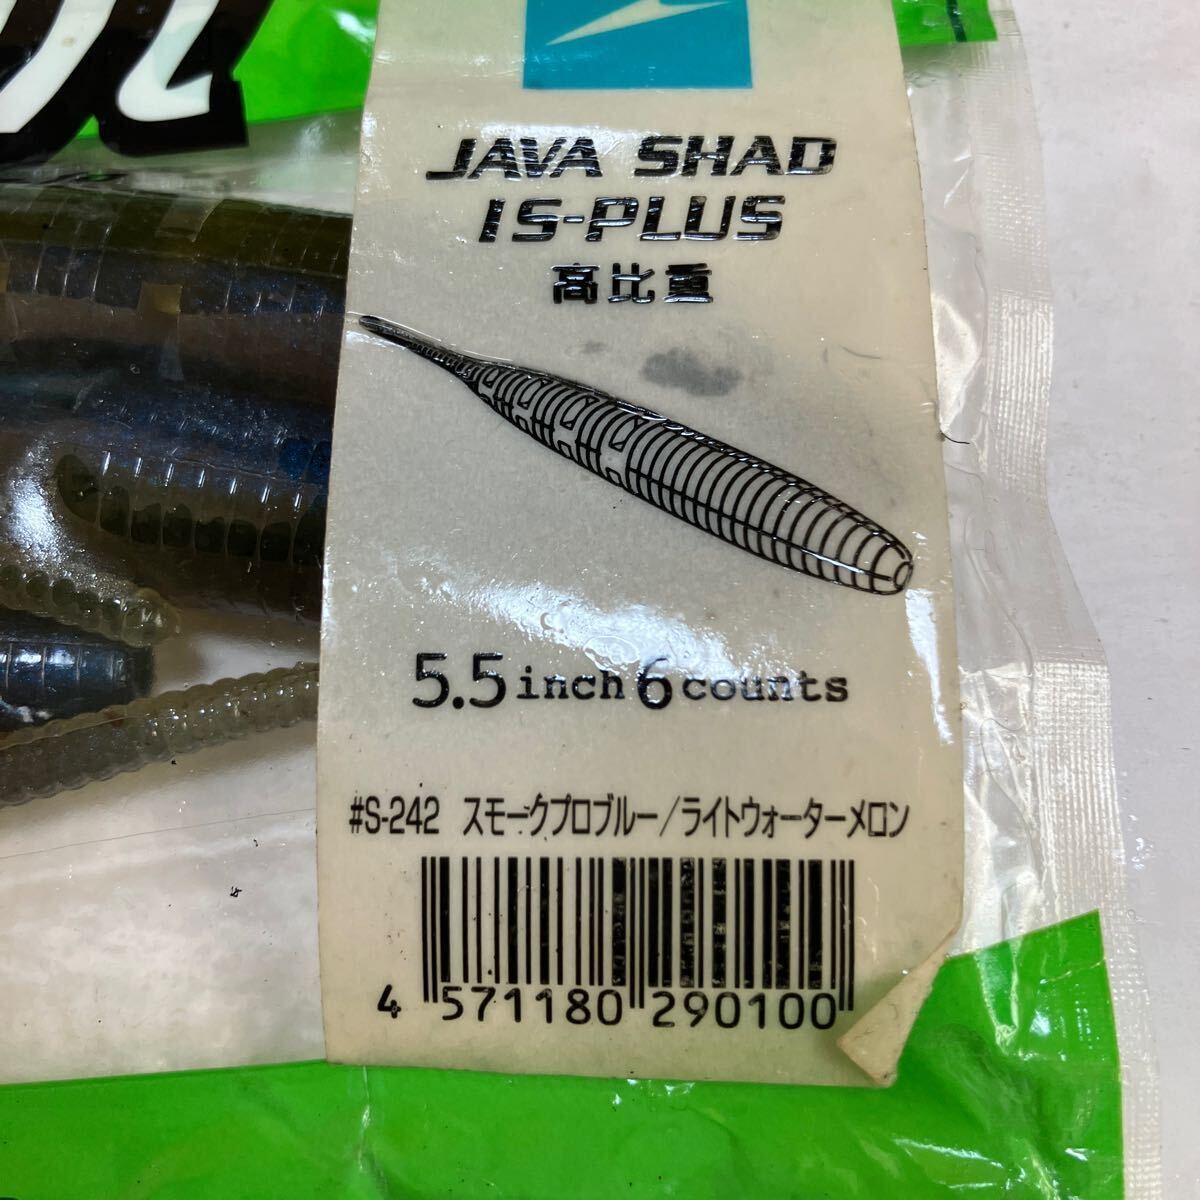 JAVA SHAD
IS-PLUS
高比重
5.5 inch 6 counts
#S-242 スモークプロブルー/ライトウォーターメロン
4 571180 290100